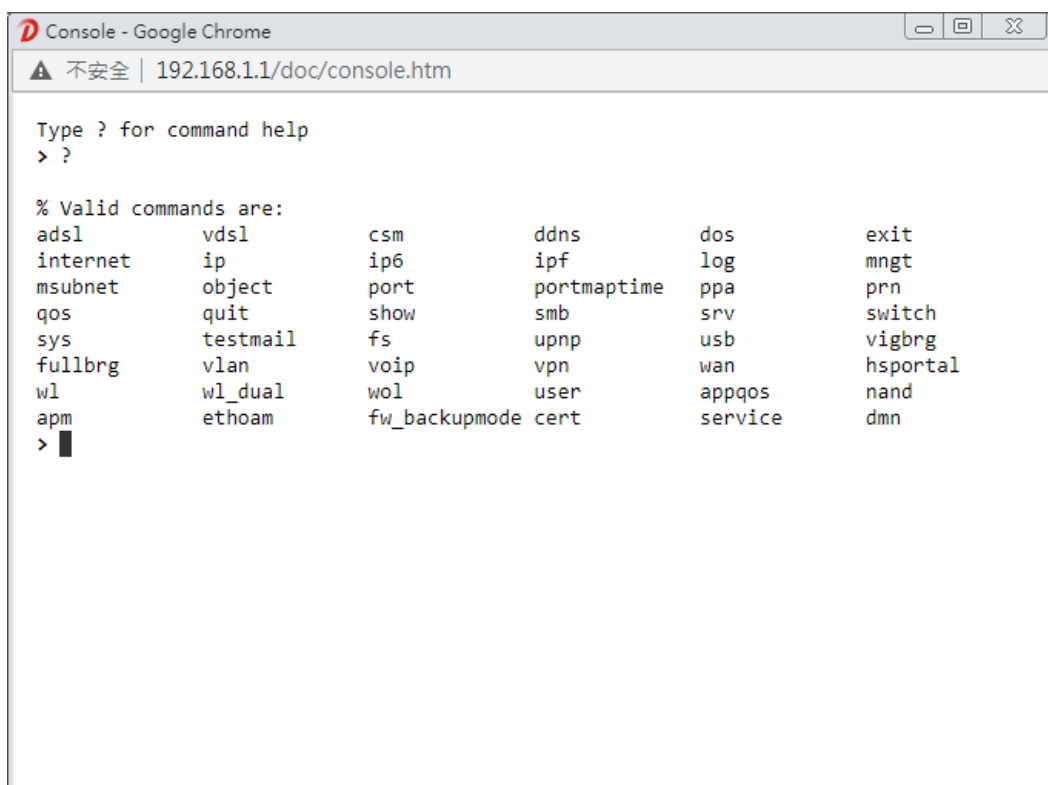 Console - Google Chrome
不安全 | 192.168.1.1/doc/console.htm
Type ? for command help
> ?
% Valid commands are:
adsl vdsl csm ddns dos exit
internet ip ip6 ipf log mngt
msubnet object port portmaptime ppa prn
qos quit show smb srv switch
sys testmail fs upnp usb vigbrg
fullbrg vlan voip vpn wan hsportal
wl wl_dual wol user appqos nand
apm ethoam fw_backupmode cert service dmn
>